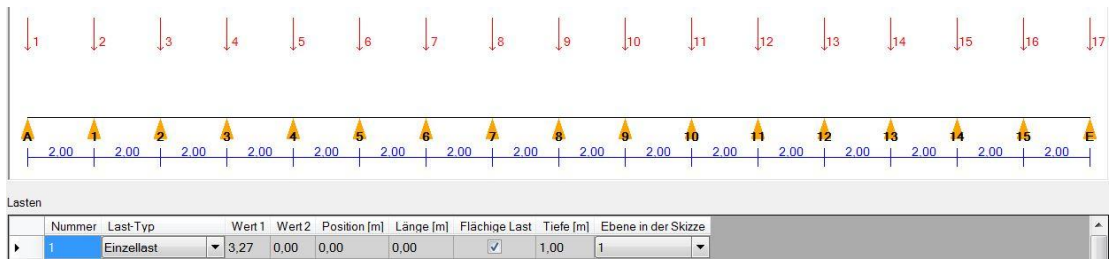 1 2 3 4 5 6 7 8 9 10 11 12 13 14 15 16 17
A 1 2 3 4 5 6 7 8 9 10 11 12 13 14 15 E
2,00 2,00 2,00 2,00 2,00 2,00 2,00 2,00 2,00 2,00 2,00 2,00 2,00 2,00 2,00 2,00
Lasten
Nummer Last-Typ Wert 1 Wert 2 Position [m] Länge [m] Flächige Last Tiefe [m] Ebene in der Skizze
1 Einzellast 3,27 0,00 0,00 0,00 1,00 1